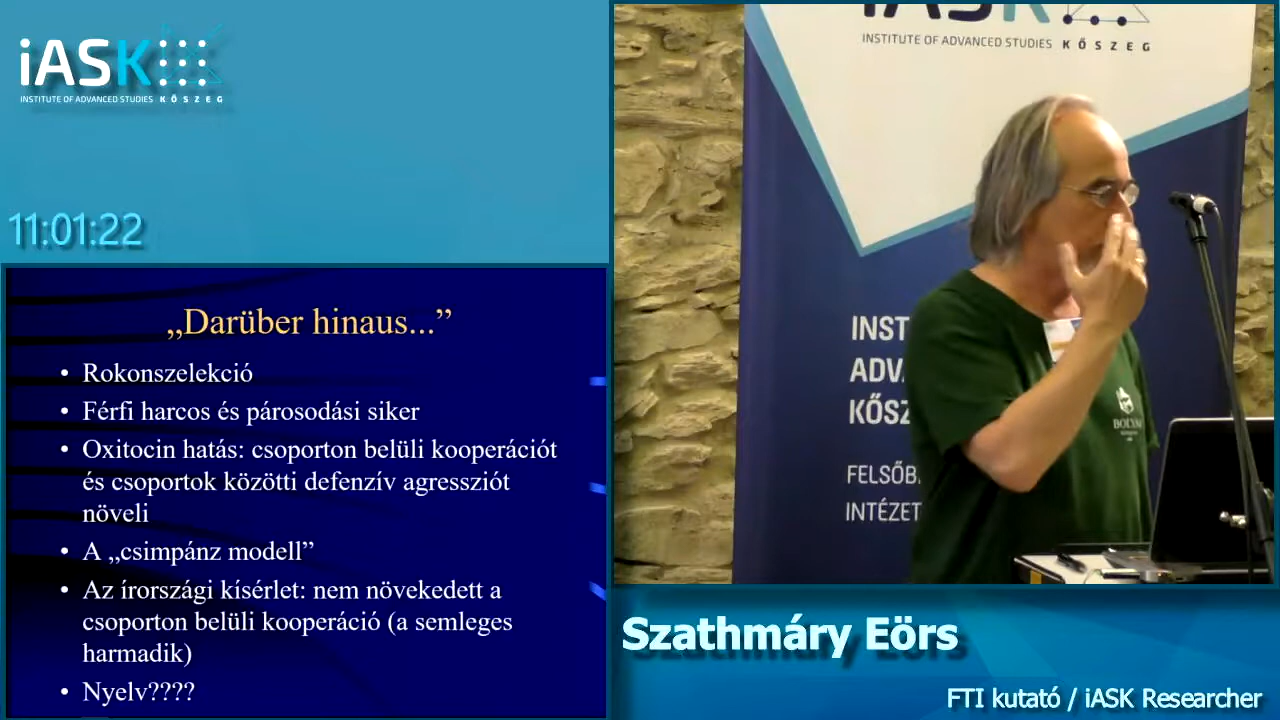 iASK
INSTITUTE OF ADVANCED STUDIES KŐSZEG
11:01:22
„Darüber hinaus...”
• Rokonszelekció
• Férfi harcos és párosodási siker
• Oxitocin hatás: csoporton belüli kooperációt
és csoportok közötti defenzív agressziót
növeli
• A „csimpánz modell”
• Az írországi kísérlet: nem növekedett a
csoporton belüli kooperáció (a semleges
harmadik)
• Nyelv????
iASK
INSTITUTE OF ADVANCED STUDIES KŐSZEG
INST
ADV
KŐSZ
FELSŐB
INTÉZET
Szathmáry Eörs
FTI kutató / iASK Researcher